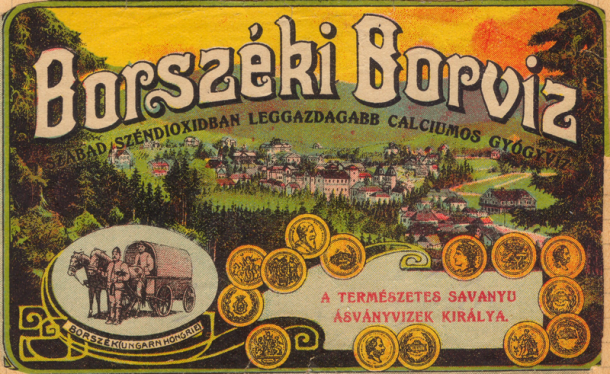 Borszéki Borviz
SZABAD SZÉNDIOXIDBAN LEGGAZDAGABB CALCIUMOS GYÓGYVIZ
BORSZÉK (UNGARN HONGRIE)
A TERMÉSZETES SAVANYU
ÁSVÁNYVIZEK KIRÁLYA.